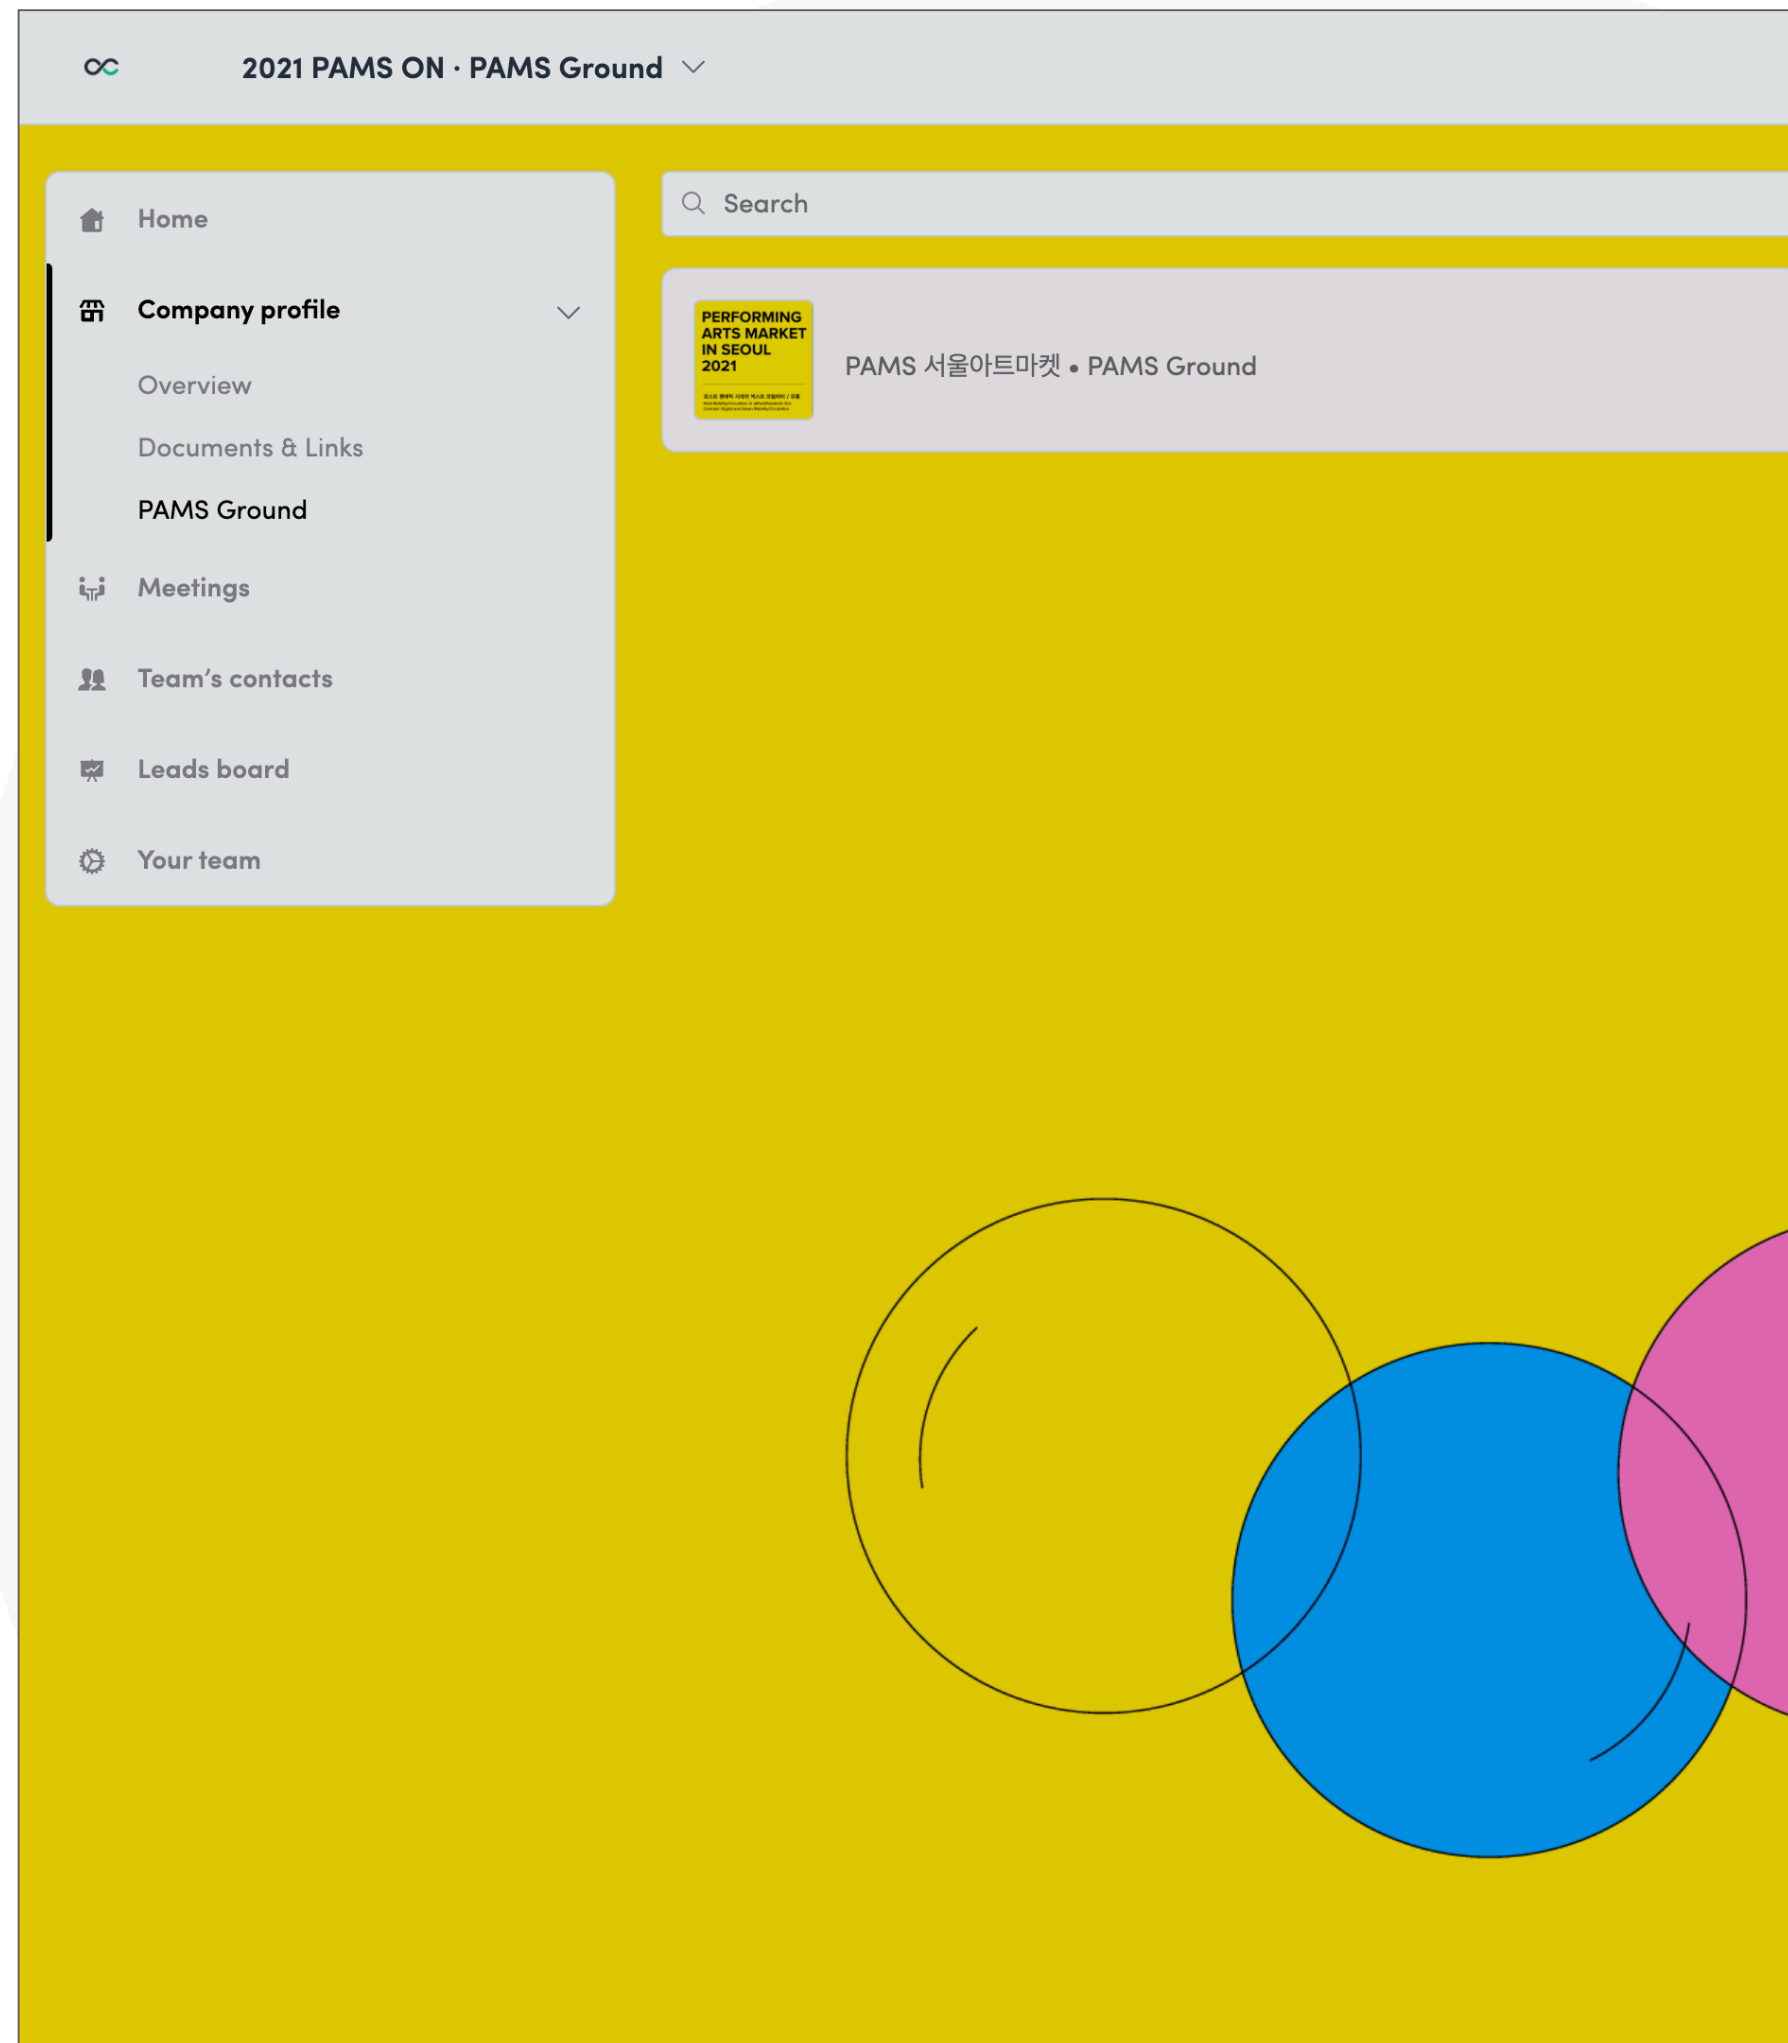 2021 PAMS ON · PAMS Ground
Home
Company profile
Overview
Documents & Links
PAMS Ground
Meetings
Team’s contacts
Leads board
Your team
Search
PERFORMING
ARTS MARKET
IN SEOUL
2021
PAMS 서울아트마켓 • PAMS Ground